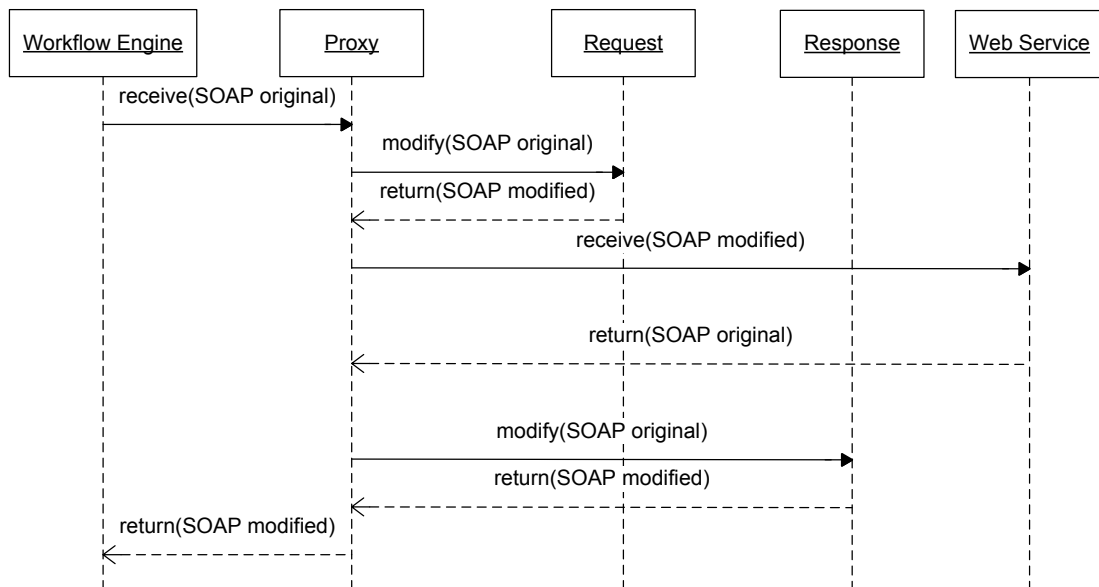 Workflow Engine
Proxy
Request
Response
Web Service
receive(SOAP original)
modify(SOAP original)
return(SOAP modified)
receive(SOAP modified)
return(SOAP original)
modify(SOAP original)
return(SOAP modified)
return(SOAP modified)